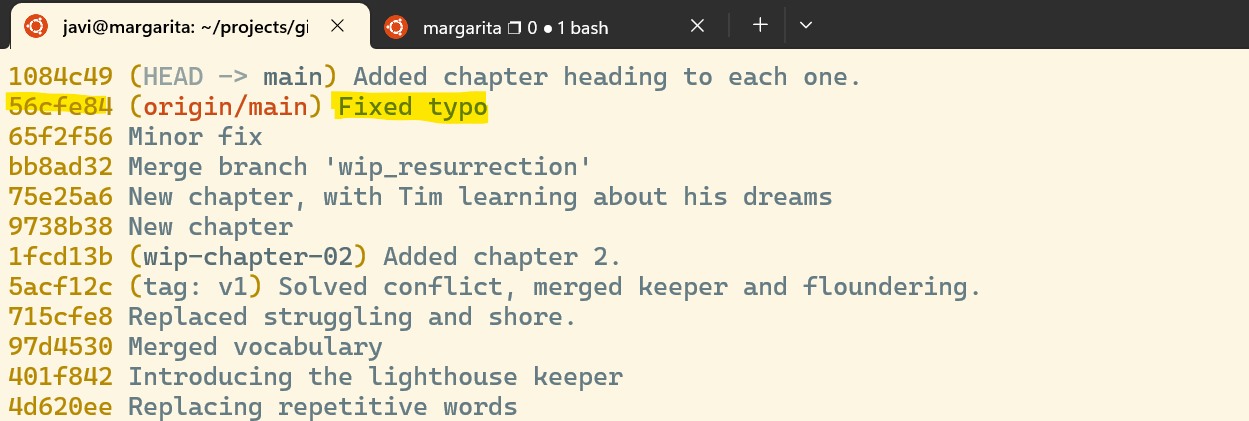 javi@margarita: ~/projects/gi
margarita 0 ● 1 bash
1084c49 (HEAD -> main) Added chapter heading to each one.
56cfe84 (origin/main) Fixed typo
65f2f56 Minor fix
bb8ad32 Merge branch 'wip_resurrection'
75e25a6 New chapter, with Tim learning about his dreams
9738b38 New chapter
1fcd13b (wip-chapter-02) Added chapter 2.
5acf12c (tag: v1) Solved conflict, merged keeper and floundering.
715cfe8 Replaced struggling and shore.
97d4530 Merged vocabulary
401f842 Introducing the lighthouse keeper
4d620ee Replacing repetitive words